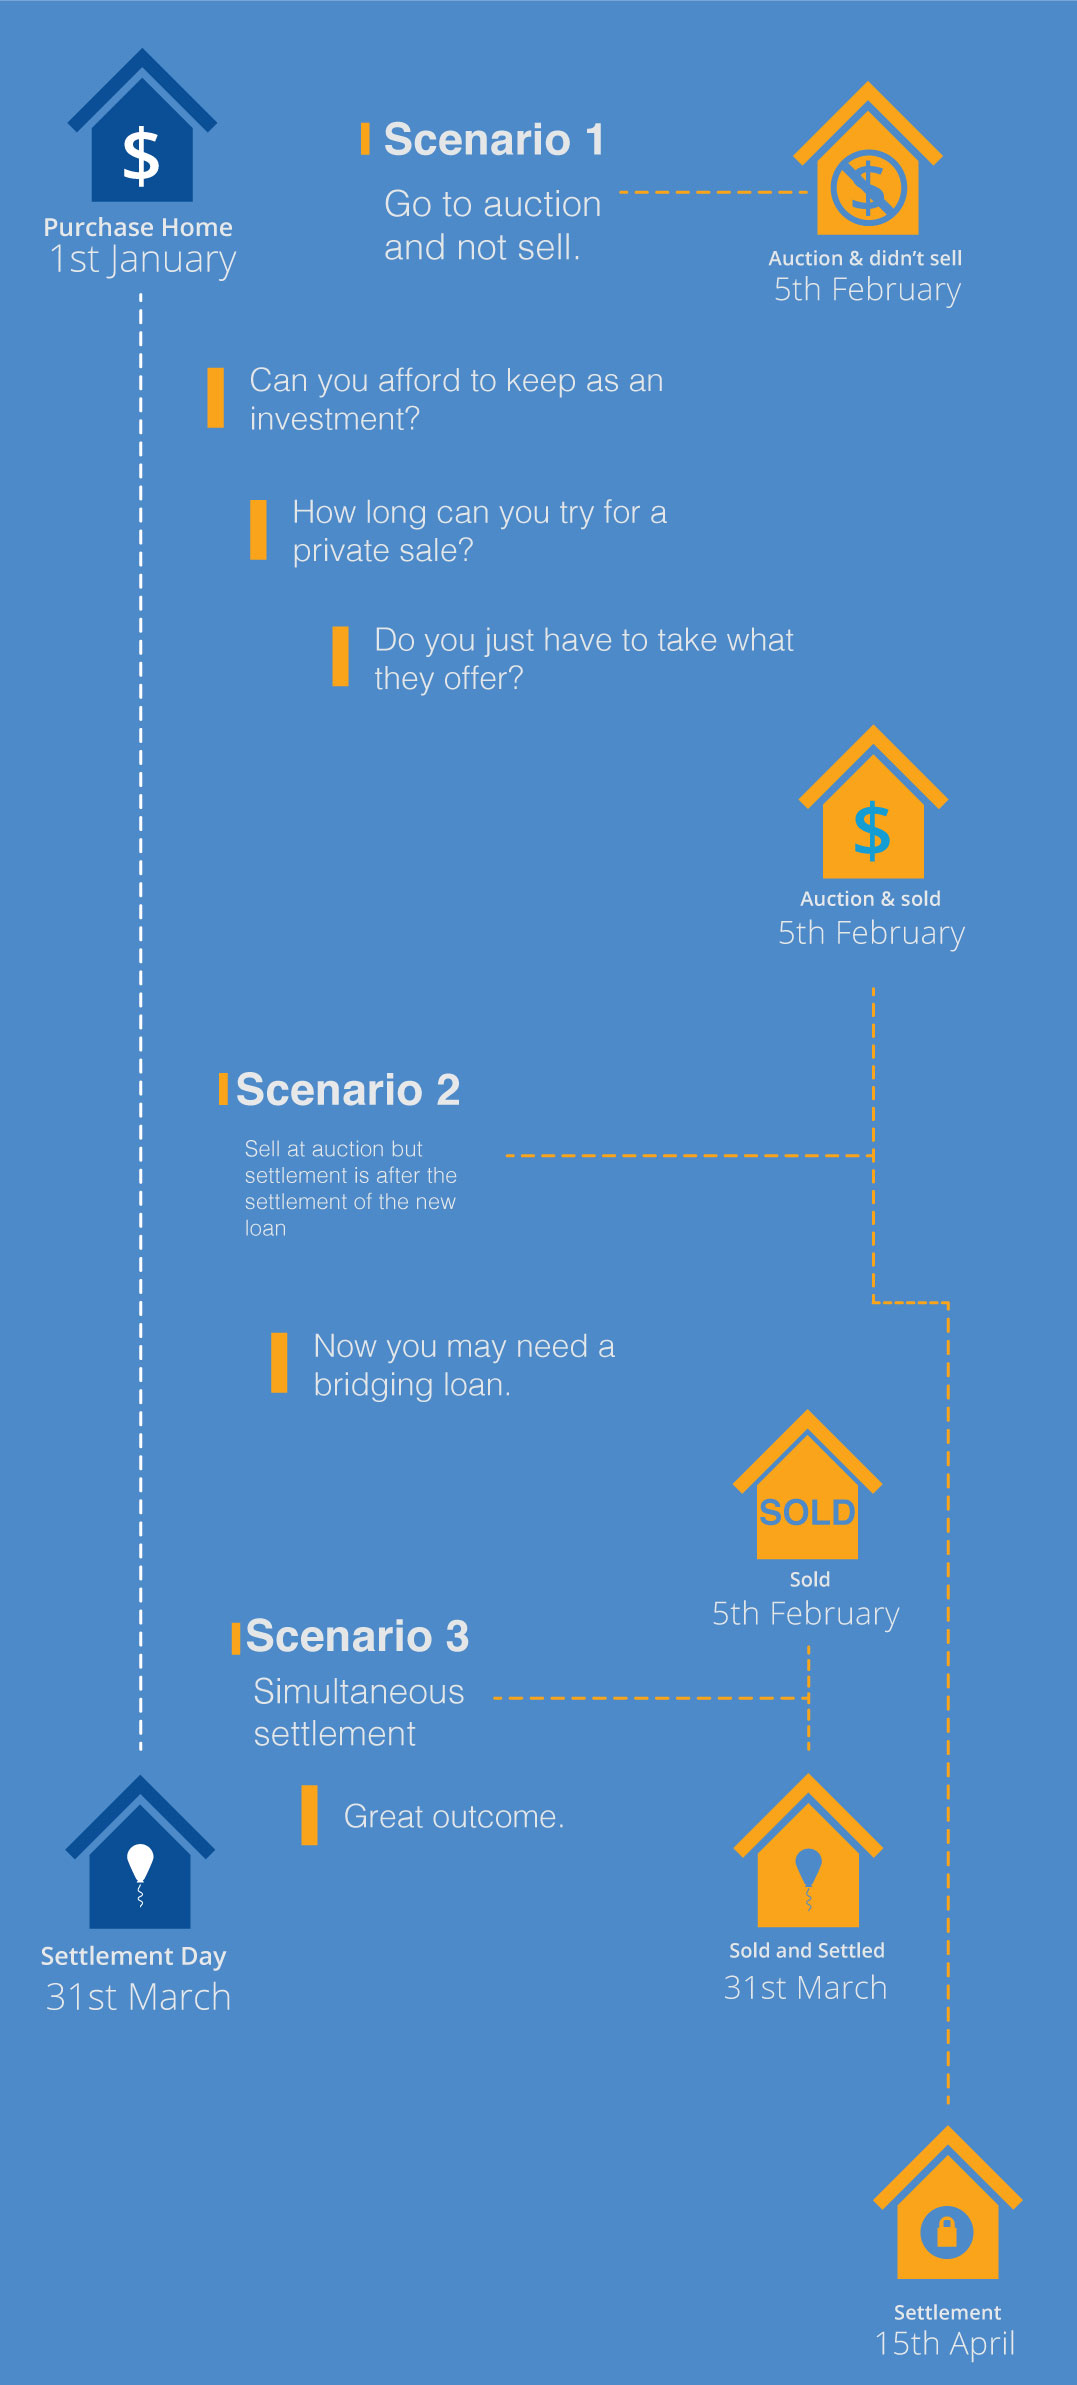 $
Purchase Home
1st January
Scenario 1
Go to auction
and not sell.
$
Auction & didn't sell
5th February
Can you afford to keep as an
investment?
How long can you try for a
private sale?
Do you just have to take what
they offer?
$
Auction & sold
5th February
Scenario 2
Sell at auction but
settlement is after the
settlement of the new
loan
Now you may need a
bridging loan.
SOLD
Sold
5th February
Scenario 3
Simultaneous
settlement
Great outcome.
Settlement Day
31st March
Sold and Settled
31st March
Settlement
15th April